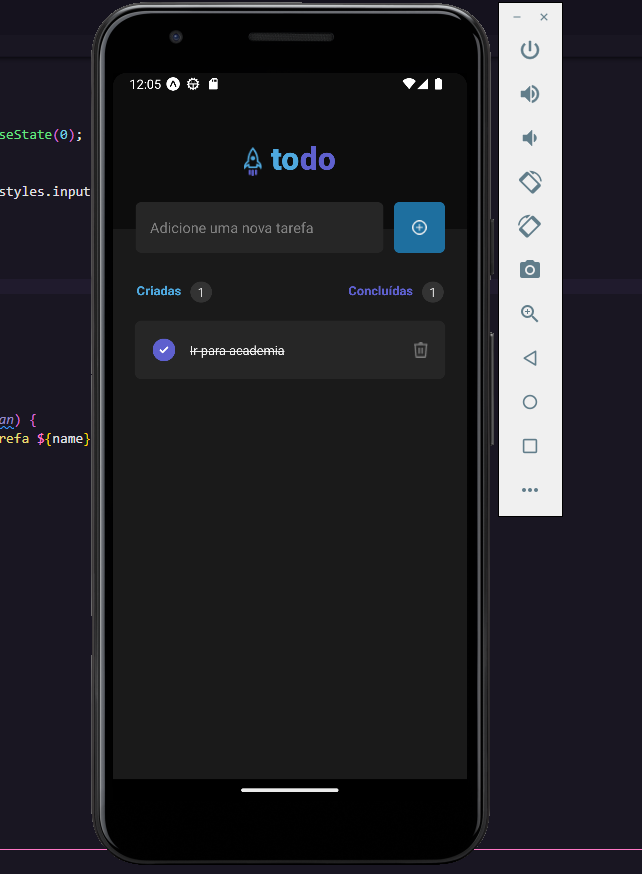 12:05
seState(0);
todo
styles.input
Adicione uma nova tarefa
Criadas 1
Concluídas 1
Ir para academia
an) {
refa ${name}